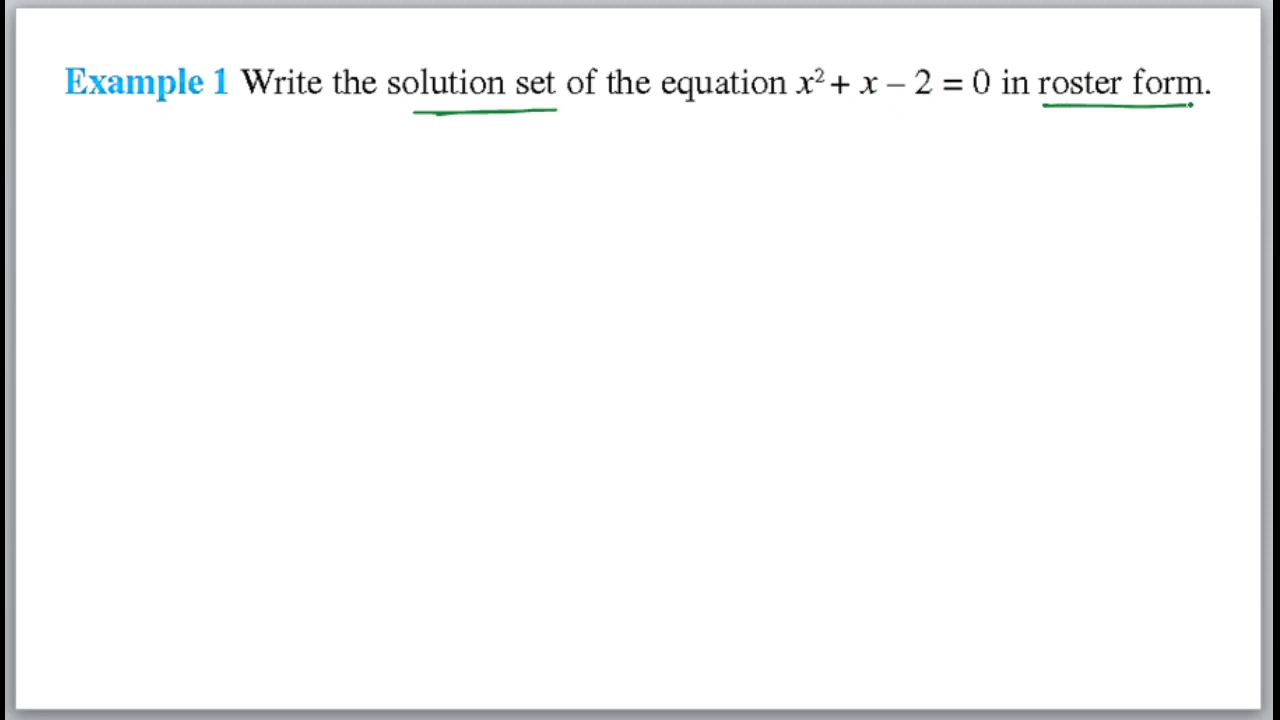 Example 1 Write the solution set of the equation x² + x – 2 = 0 in roster form.